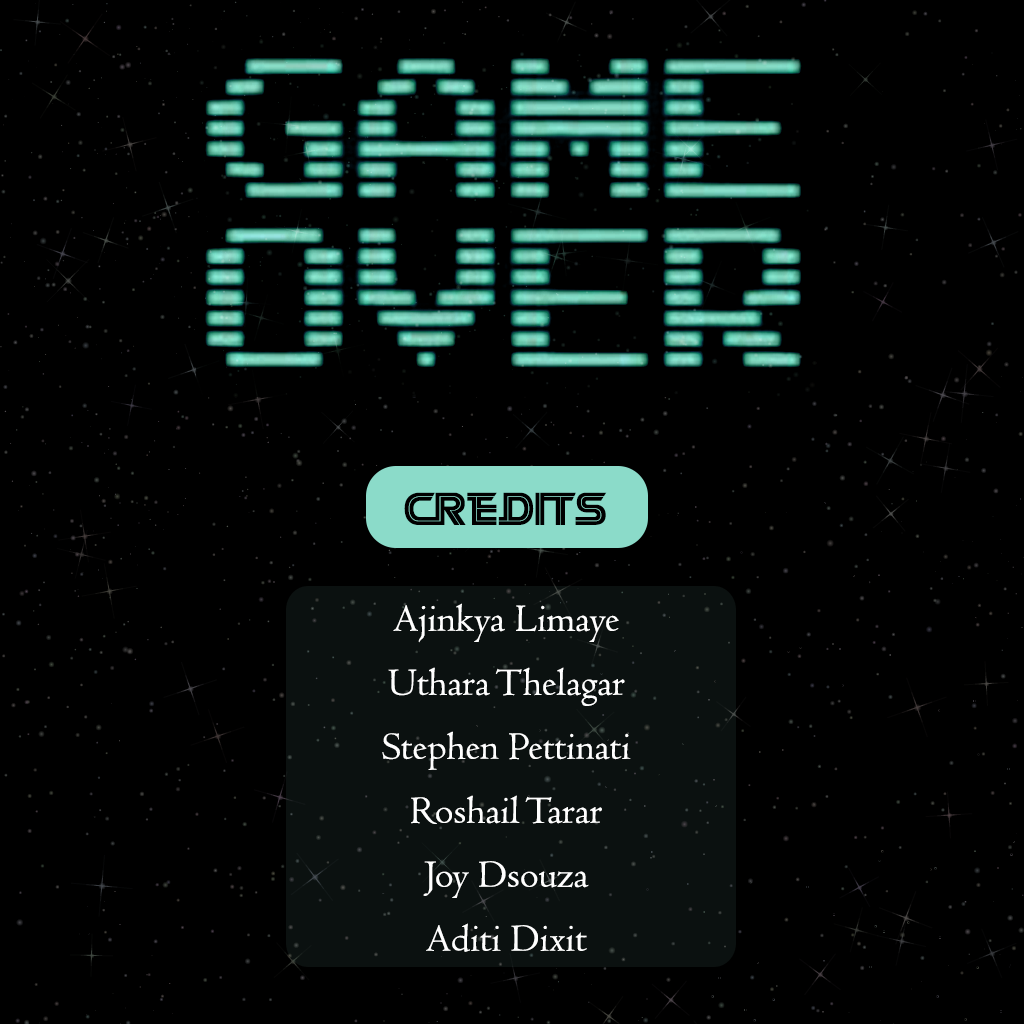 GAME
OVER
CREDITS
Ajinkya Limaye
Uthara Thelagar
Stephen Pettinati
Roshail Tarar
Joy Dsouza
Aditi Dixit